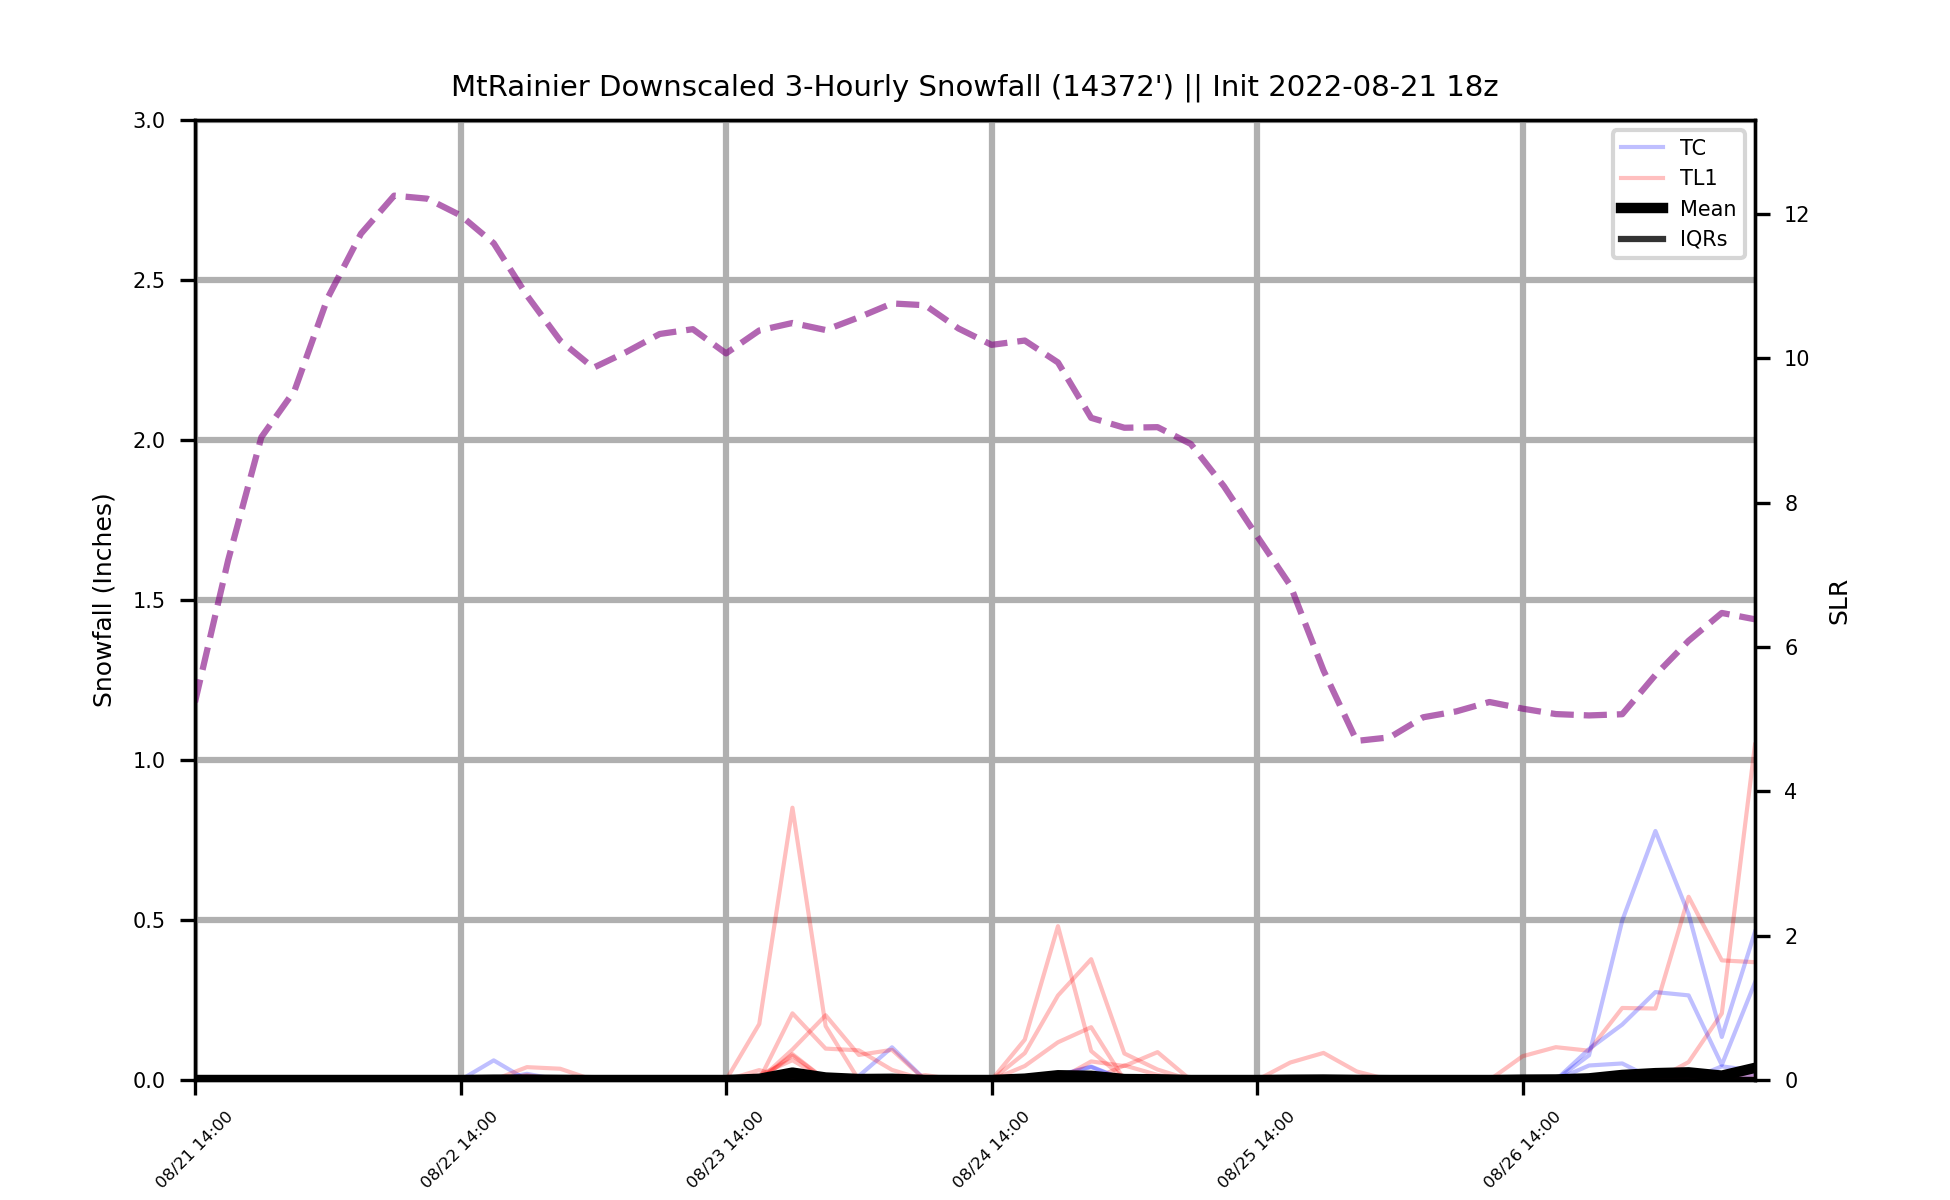 MtRainier Downscaled 3-Hourly Snowfall (14372') || Init 2022-08-21 18z
3.0
2.5
2.0
1.5
1.0
0.5
0.0
Snowfall (Inches)
TC
TL1
Mean
IQRs
12
10
8
6
4
2
0
SLR
08/21 14:00
08/22 14:00
08/23 14:00
08/24 14:00
08/25 14:00
08/26 14:00